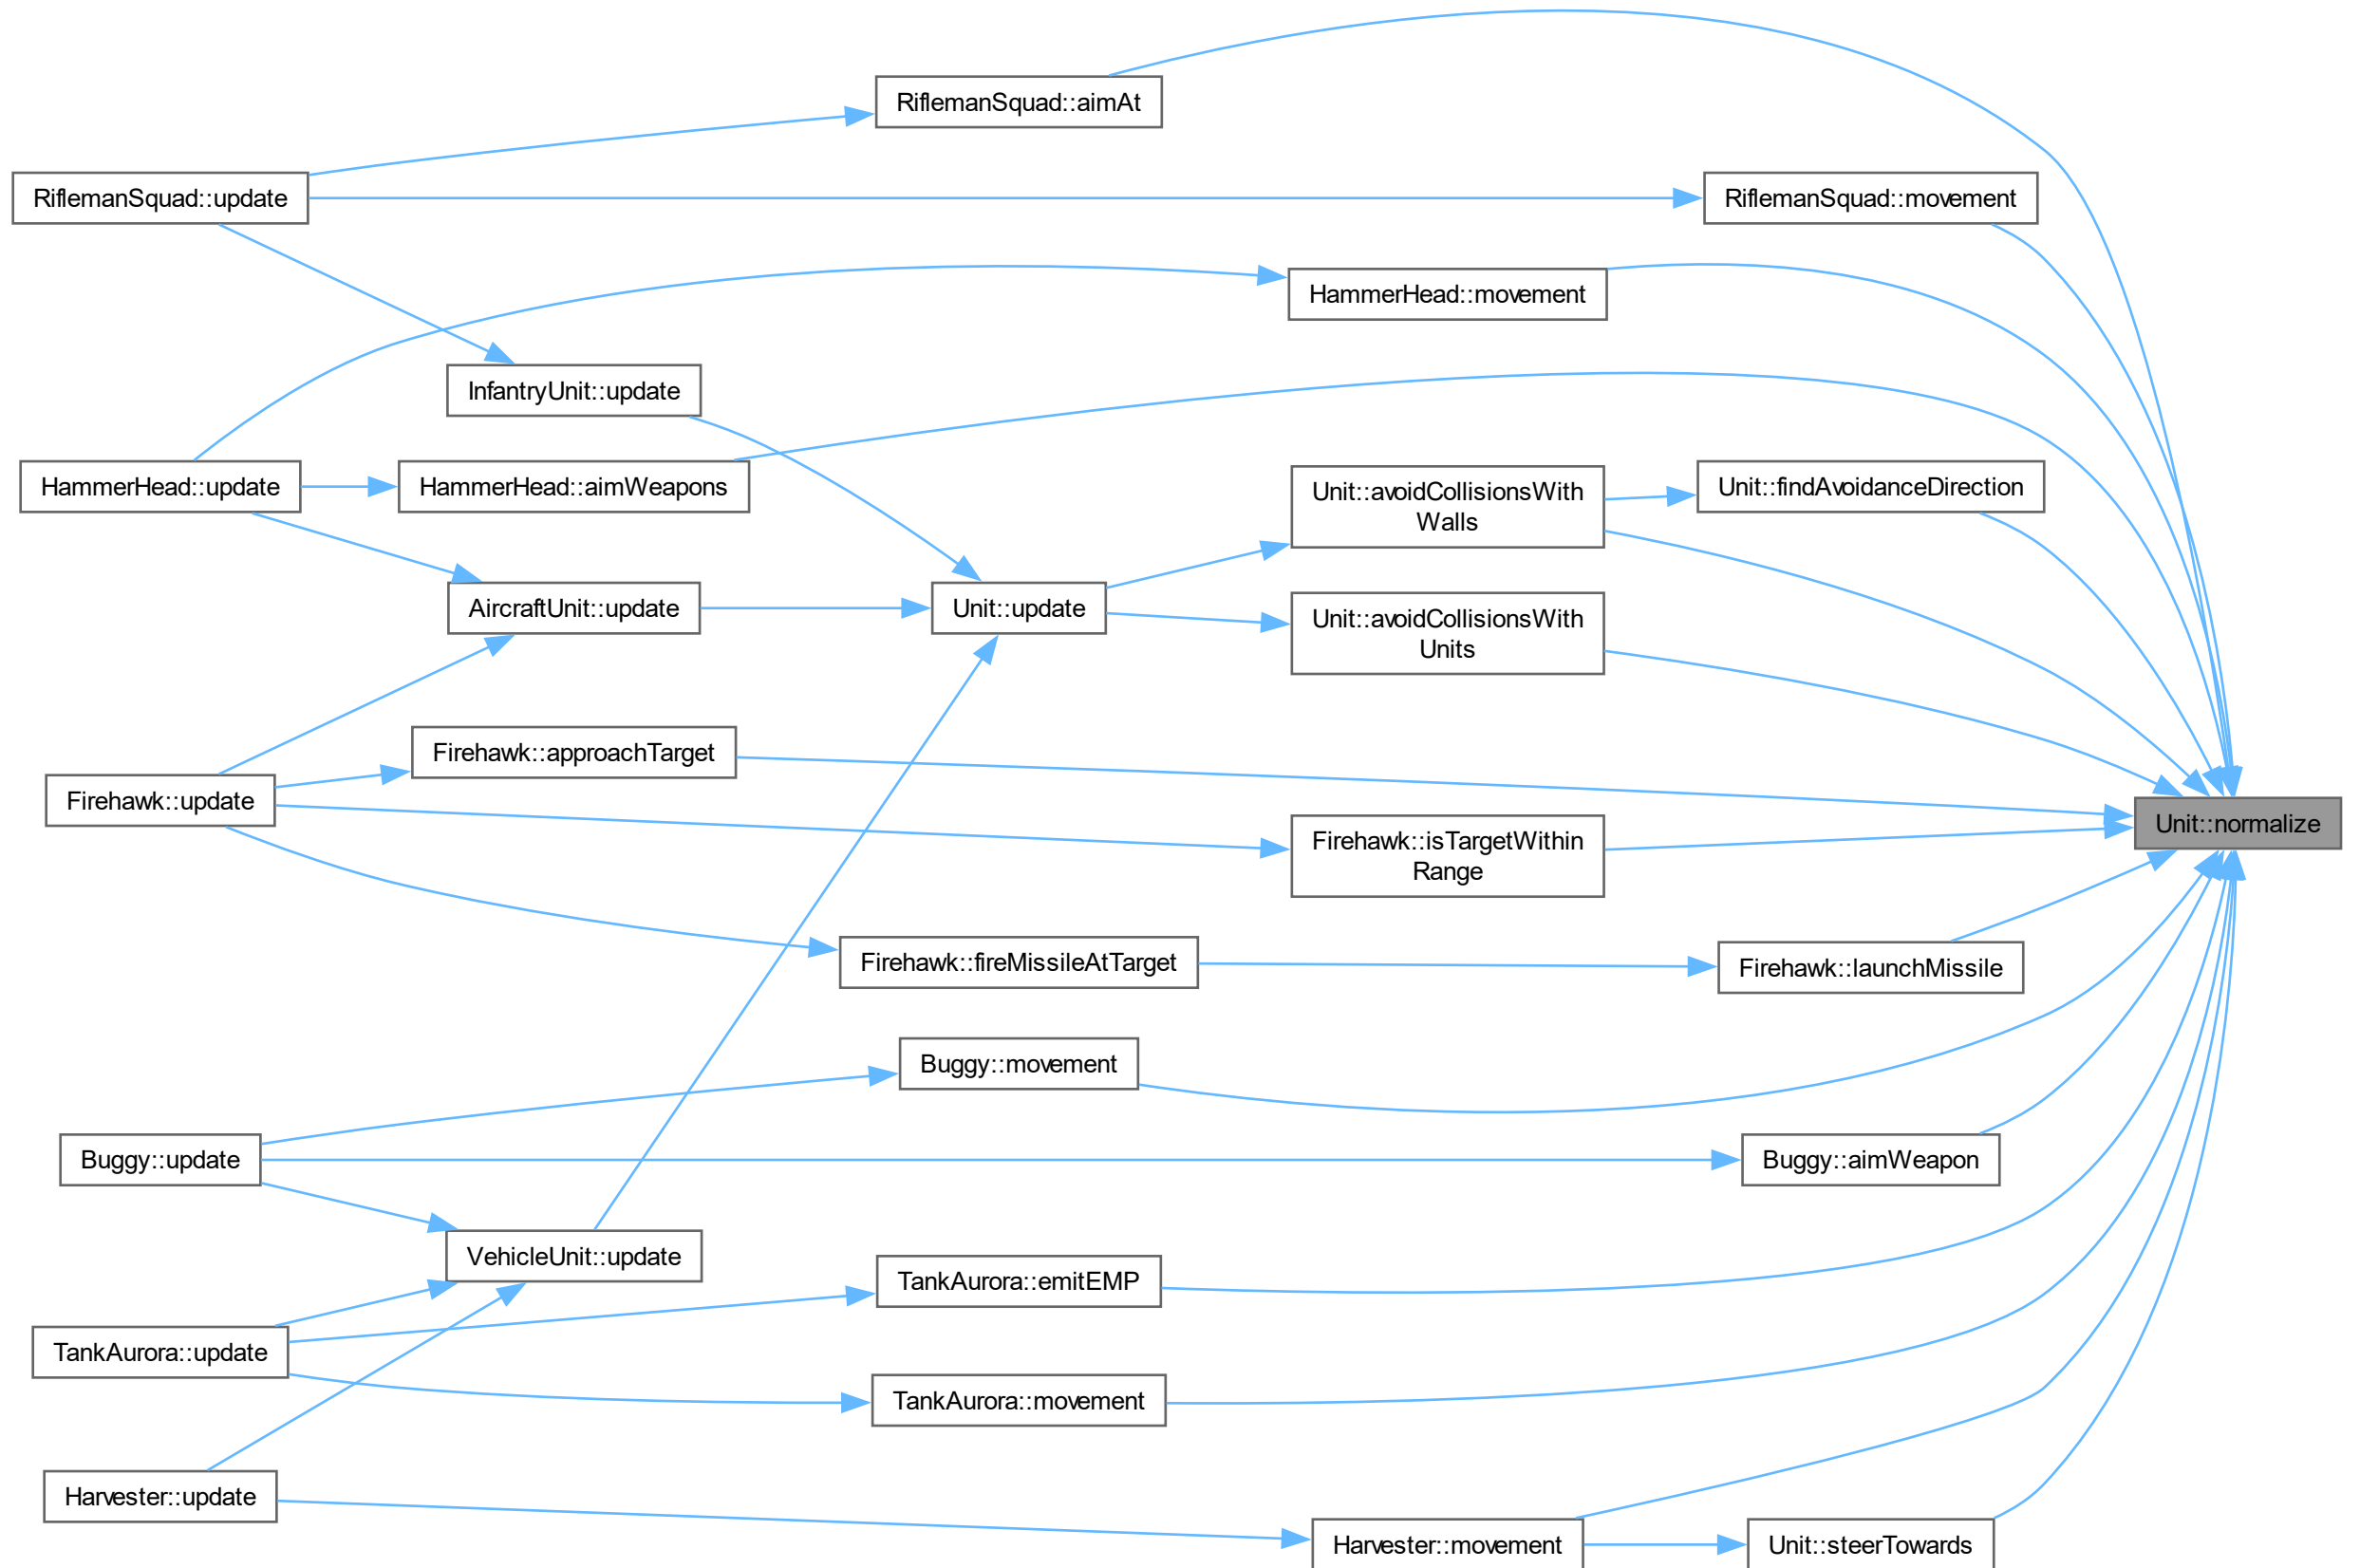 RiflemanSquad::aimAt
RiflemanSquad::update
RiflemanSquad::movement
HammerHead::movement
InfantryUnit::update
HammerHead::update
HammerHead::aimWeapons
Unit::avoidCollisionsWith
Walls
Unit::findAvoidanceDirection
AircraftUnit::update
Unit::update
Unit::avoidCollisionsWith
Units
Firehawk::approachTarget
Firehawk::update
Unit::normalize
Firehawk::isTargetWithin
Range
Firehawk::fireMissileAtTarget
Firehawk::launchMissile
Buggy::movement
Buggy::update
Buggy::aimWeapon
VehicleUnit::update
TankAurora::emitEMP
TankAurora::update
TankAurora::movement
Harvester::update
Harvester::movement
Unit::steerTowards